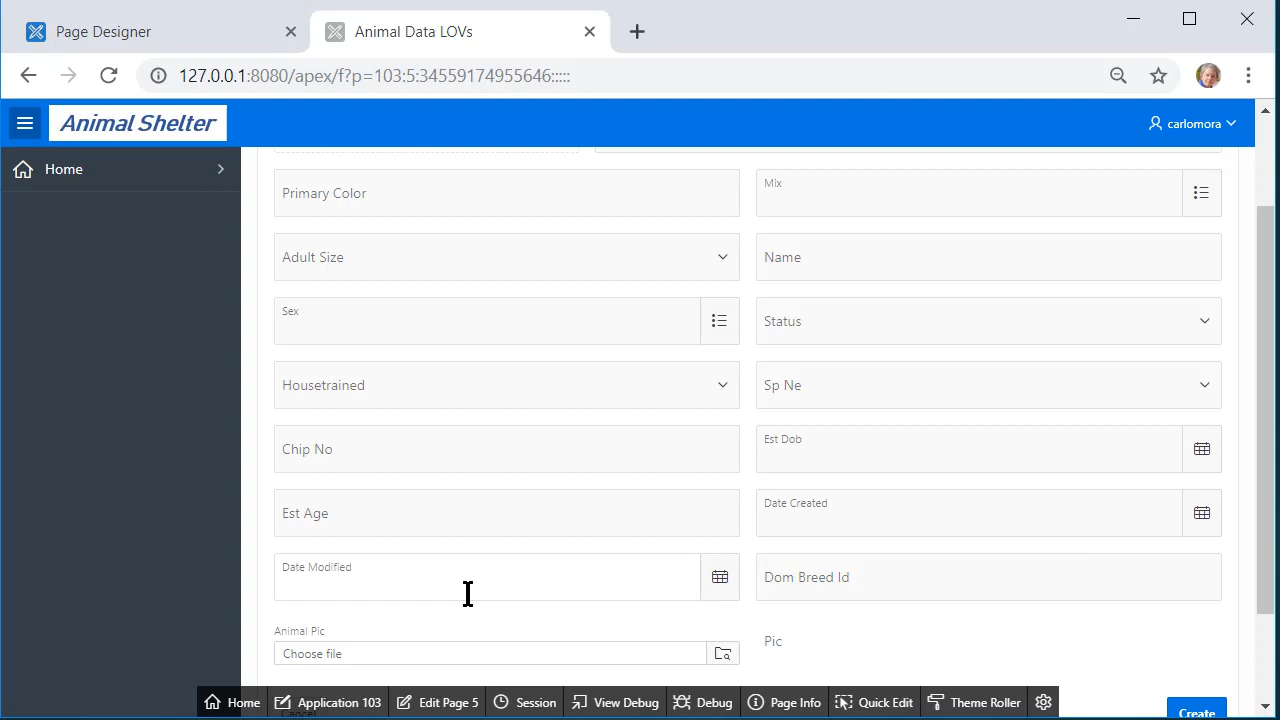 Page Designer
Animal Data LOVs
127.0.0.1:8080/apex/f?p=103:5:34559174955646:::::
Animal Shelter
carlomora
Home
Primary Color
Mix
Adult Size
Name
Sex
Status
Housetrained
Sp Ne
Chip No
Est Dob
Est Age
Date Created
Date Modified
Dom Breed Id
Animal Pic
Choose file
Pic
Home
Application 103
Edit Page 5
Session
View Debug
Debug
Page Info
Quick Edit
Theme Roller
Cancel
Create